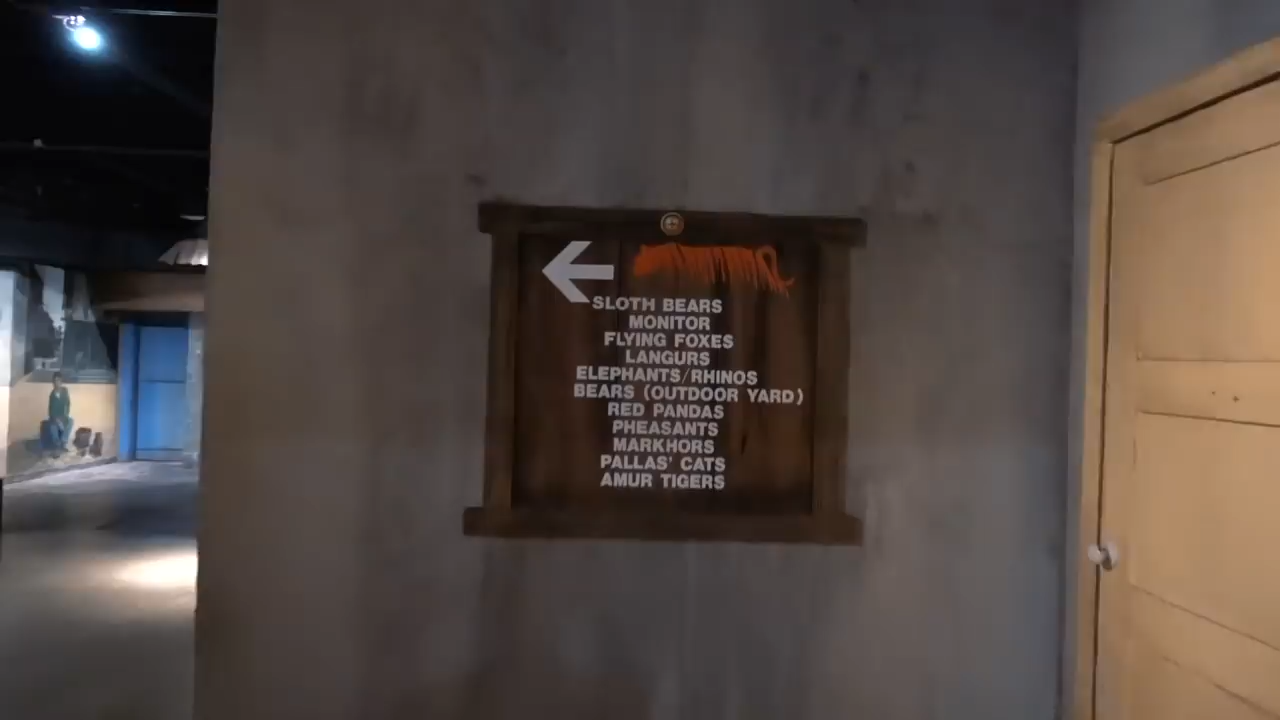 SLOTH BEARS
MONITOR
FLYING FOXES
LANGURS
ELEPHANTS/RHINOS
BEARS (OUTDOOR YARD)
RED PANDAS
PHEASANTS
MARKHORS
PALLAS' CATS
AMUR TIGERS